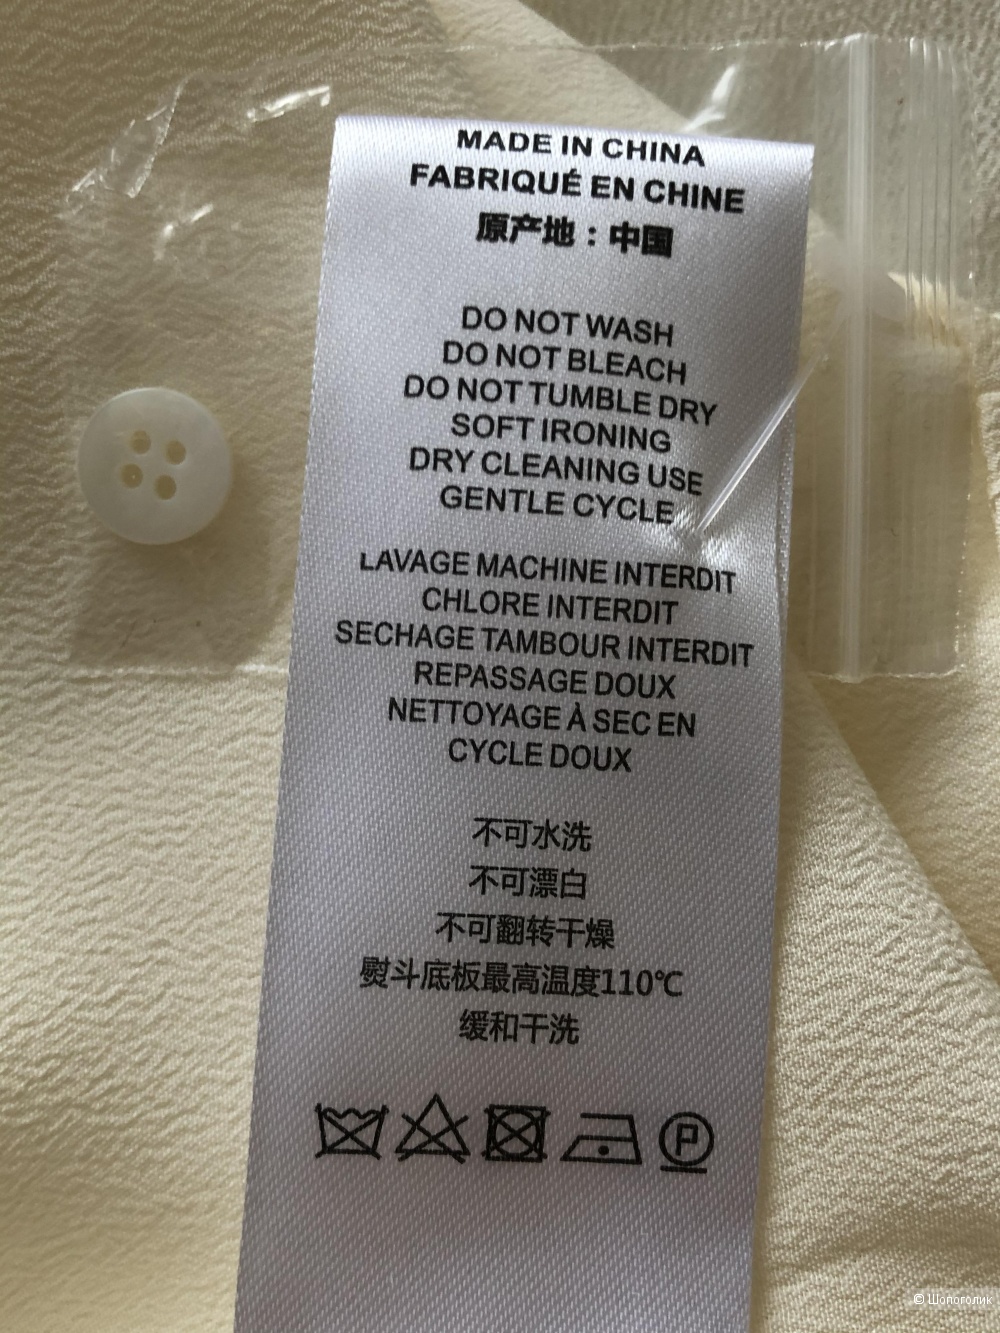 MADE IN CHINA
FABRIQUÉ EN CHINE
原产地：中国
DO NOT WASH
DO NOT BLEACH
DO NOT TUMBLE DRY
SOFT IRONING
DRY CLEANING USE
GENTLE CYCLE
LAVAGE MACHINE INTERDIT
CHLORE INTERDIT
SECHAGE TAMBOUR INTERDIT
REPASSAGE DOUX
NETTOYAGE À SEC EN
CYCLE DOUX
不可水洗
不可漂白
不可翻转干燥
熨斗底板最高温度110℃
缓和干洗
P
© Шопоголик